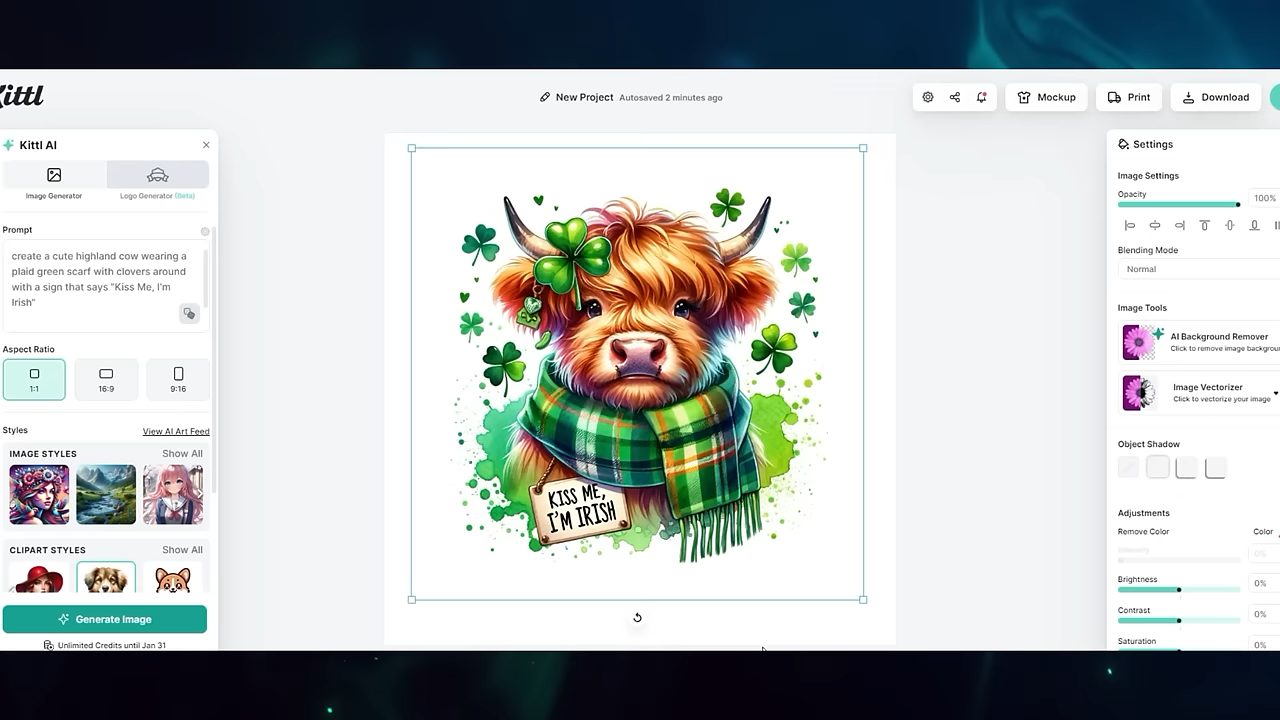 Kittl
New Project Autosaved 2 minutes ago
Mockup
Print
Download
Kittl AI
Image Generator
Logo Generator (Beta)
Prompt
create a cute highland cow wearing a
plaid green scarf with clovers around
with a sign that says "Kiss Me, I'm
Irish"
Aspect Ratio
1:1
16:9
9:16
Styles
View AI Art Feed
IMAGE STYLES
Show All
CLIPART STYLES
Show All
Generate Image
Unlimited Credits until Jan 31
KISS ME,
I'M IRISH
Settings
Image Settings
Opacity
100%
Blending Mode
Normal
Image Tools
AI Background Remover
Click to remove image backgroun
Image Vectorizer
Click to vectorize your image
Object Shadow
Adjustments
Remove Color
Color
Intensity
0%
Brightness
0%
Contrast
0%
Saturation
0%